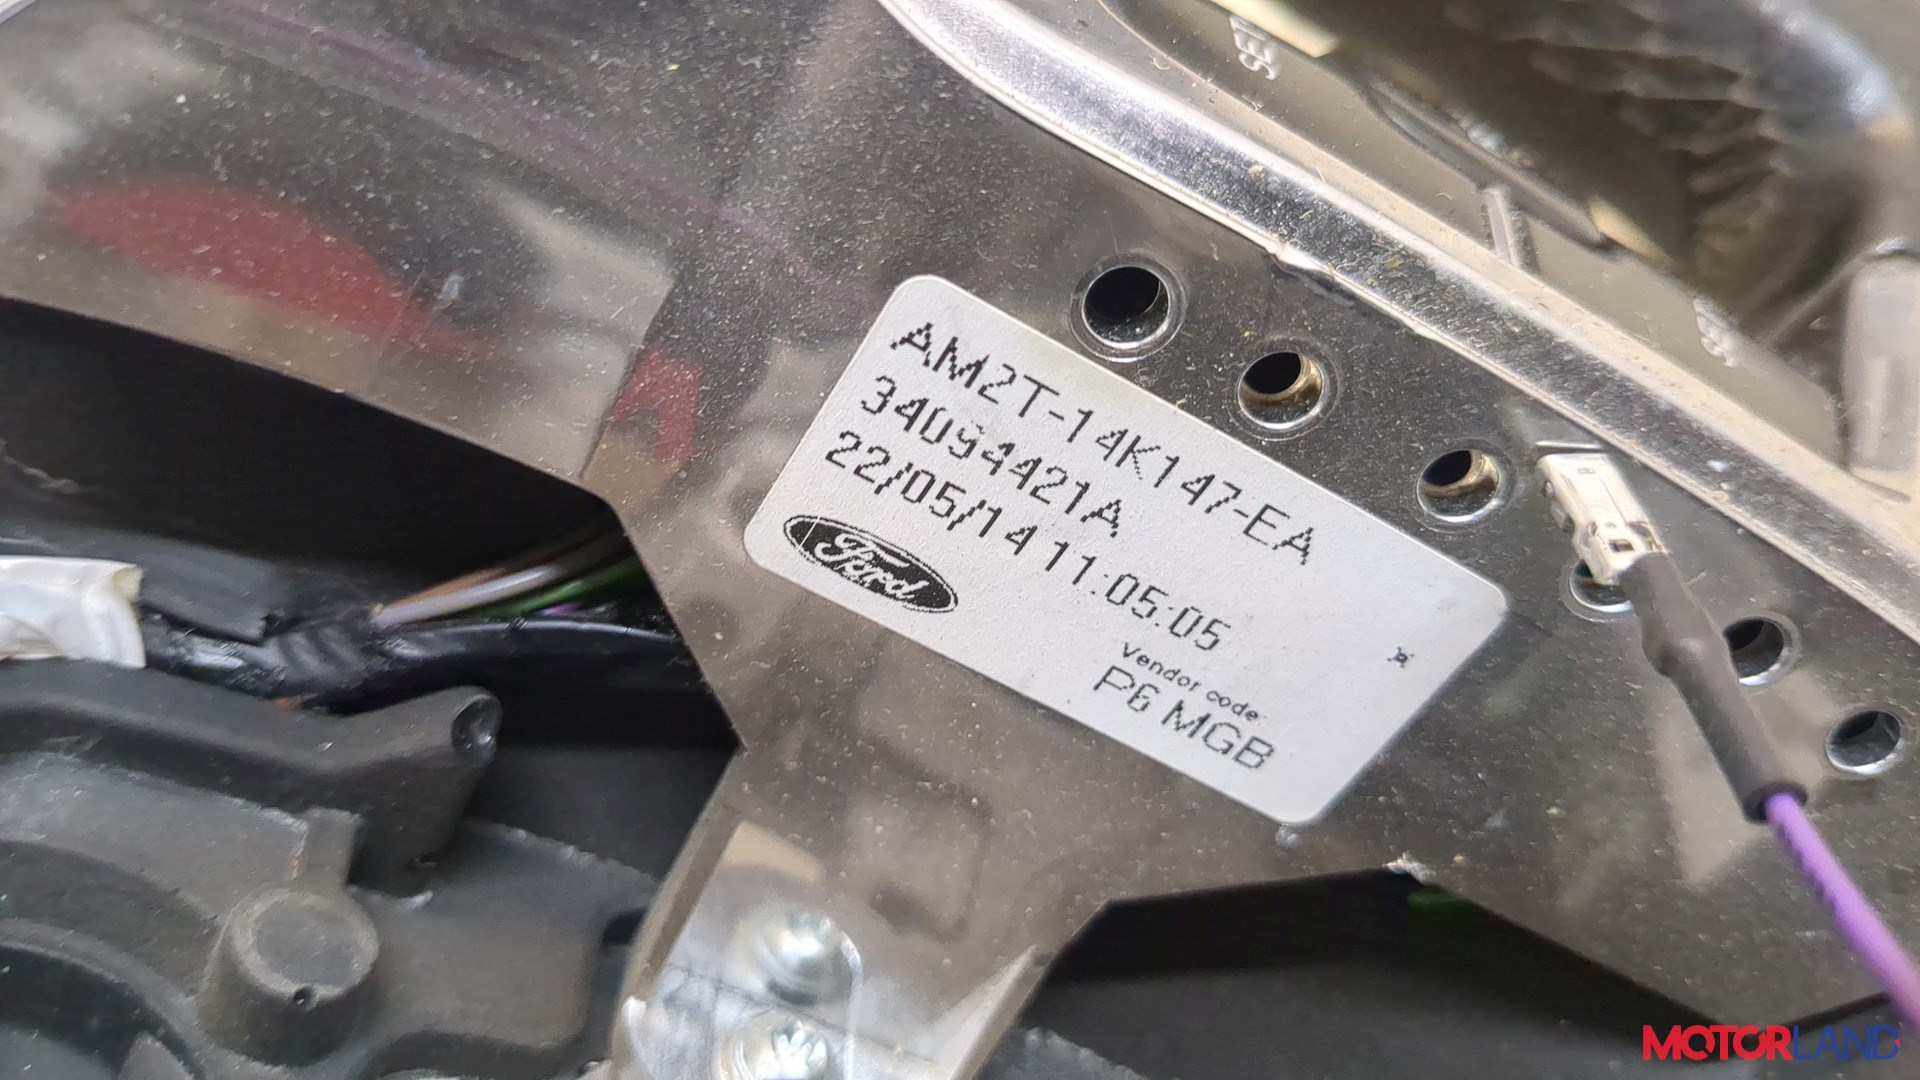 AM2T-14K147-EA
34094421A
22/05/14 11:05:05
Ford
Vendor code
P6 MGB
MOTORLAND